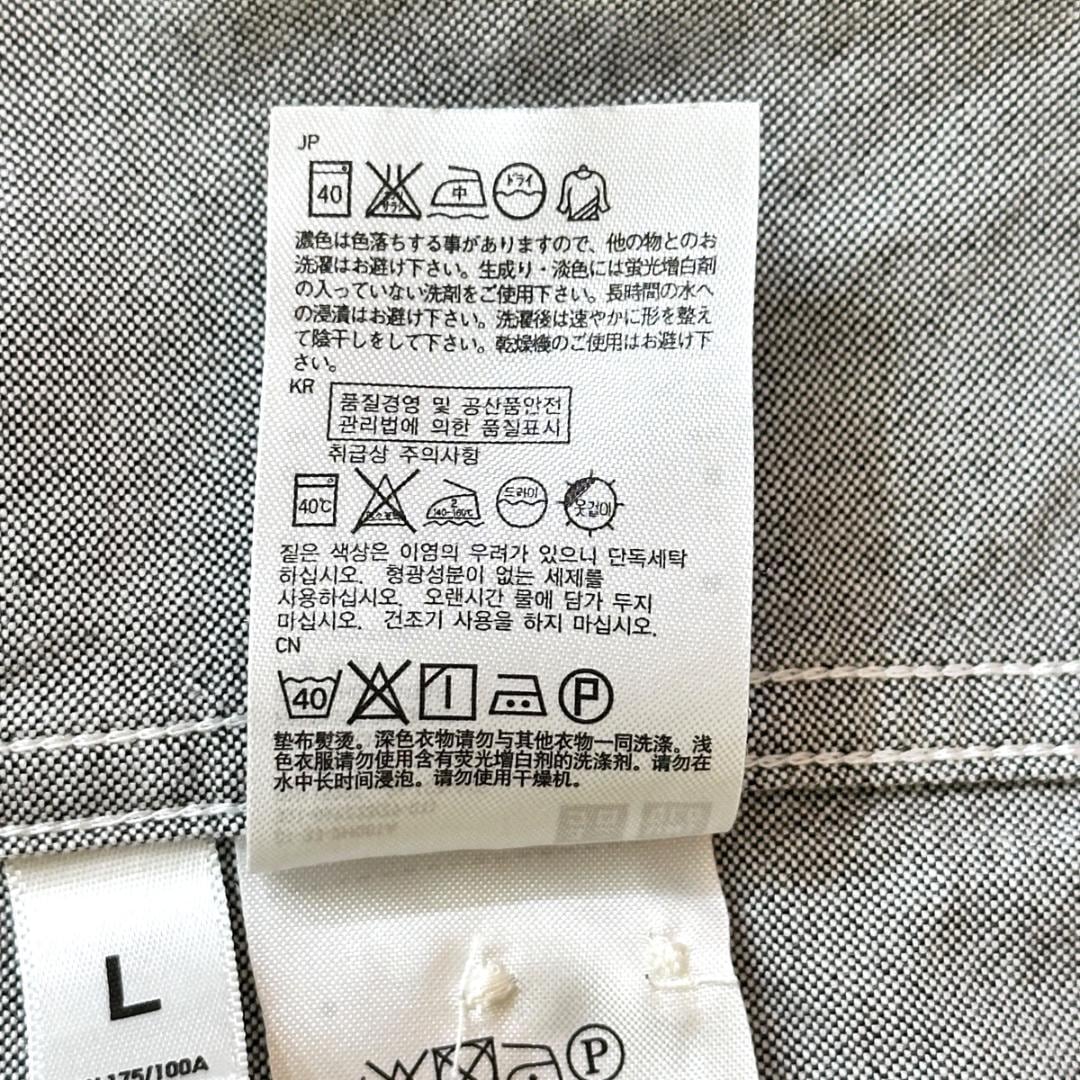 JP
40 中 ドライ
濃色は色落ちする事がありますので、他の物とのお
洗濯はお避け下さい。生成り・淡色には蛍光増白剤
の入っていない洗剤をご使用下さい。長時間の水へ
の浸漬はお避け下さい。洗濯後は速やかに形を整え
て陰干しをして下さい。乾燥機のご使用はお避け下
さい。
KR
품질경영 및 공산품안전
관리법에 의한 품질표시
취급상 주의사항
40℃ 2 140-160℃ 드라이 옷걸이
짙은 색상은 이염의 우려가 있으니 단독세탁
하십시오. 형광성분이 없는 세제를
사용하십시오. 오랜시간 물에 담가 두지
마십시오. 건조기 사용을 하지 마십시오.
CN
40 P
垫布熨烫。深色衣物请勿与其他衣物一同洗涤。浅
色衣服请勿使用含有荧光增白剂的洗涤剂。请勿在
水中长时间浸泡。请勿使用干燥机。
L
175/100A
P